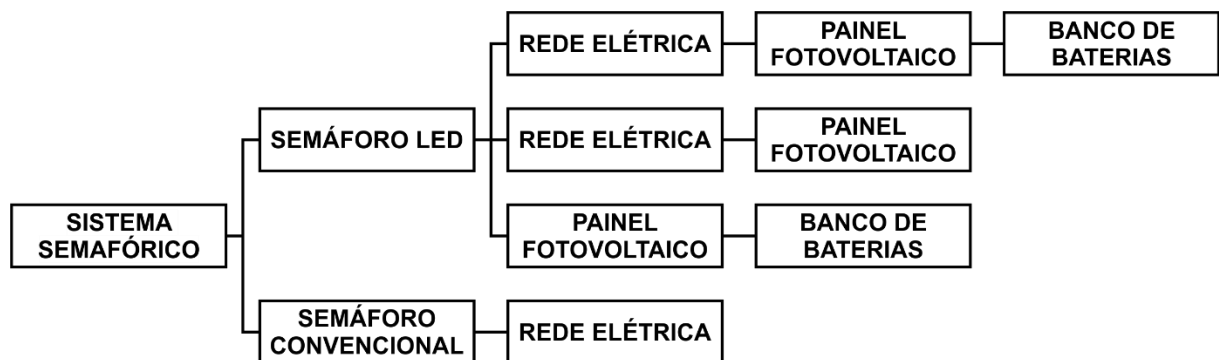 REDE ELÉTRICA
PAINEL
FOTOVOLTAICO
BANCO DE
BATERIAS
SEMÁFORO LED
REDE ELÉTRICA
PAINEL
FOTOVOLTAICO
SISTEMA
SEMAFÓRICO
PAINEL
FOTOVOLTAICO
BANCO DE
BATERIAS
SEMÁFORO
CONVENCIONAL
REDE ELÉTRICA